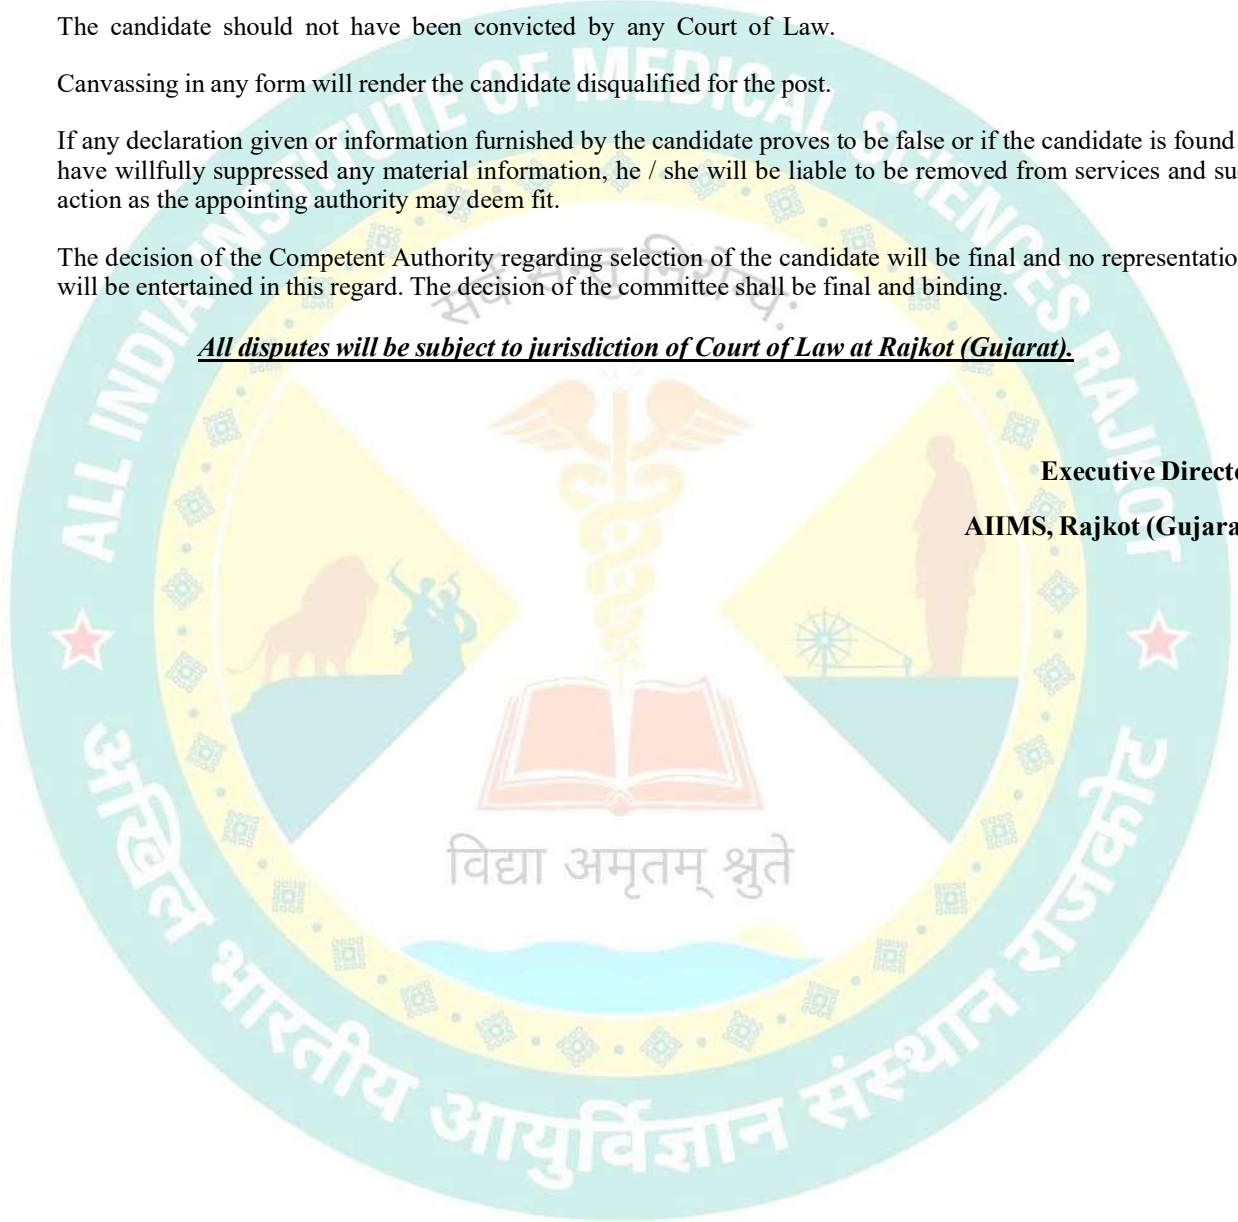 The candidate should not have been convicted by any Court of Law.
Canvassing in any form will render the candidate disqualified for the post.
If any declaration given or information furnished by the candidate proves to be false or if the candidate is found
have willfully suppressed any material information, he / she will be liable to be removed from services and su
action as the appointing authority may deem fit.
The decision of the Competent Authority regarding selection of the candidate will be final and no representatio
will be entertained in this regard. The decision of the committee shall be final and binding.
All disputes will be subject to jurisdiction of Court of Law at Rajkot (Gujarat).
Executive Directo
AIIMS, Rajkot (Gujara
ALL INDIA INSTITUTE OF MEDICAL SCIENCES RAJKOT
सर्वे सन्तु निरोग्य:
विद्या अमृतम् श्नुते
अखिल भारतीय आयुर्विज्ञान संस्थान राजकोट